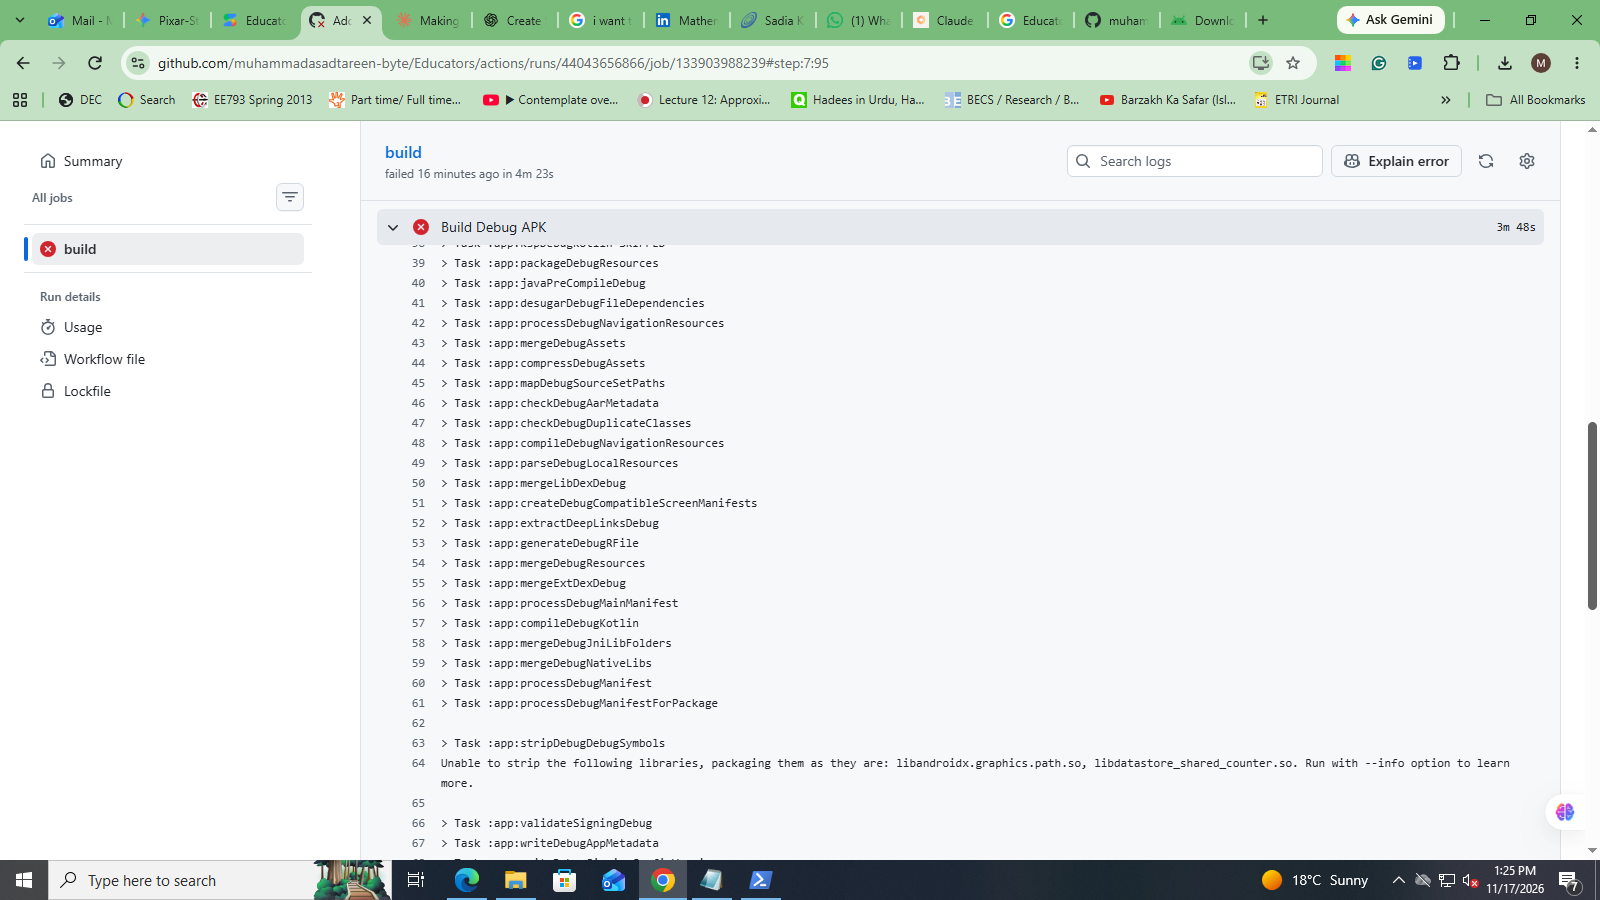 Mail - M
Pixar-St
Educato
Adc
Making
Create
i want t
Mather
Sadia K
(1) Wha
Claude
Educato
muham
Downlo
Ask Gemini
github.com/muhammadasadtareen-byte/Educators/actions/runs/44043656866/job/133903988239#step:7:95
M
DEC
Search
EE793 Spring 2013
Part time/ Full time...
▶ Contemplate ove...
Lecture 12: Approxi...
Hadees in Urdu, Ha...
BECS / Research / B...
Barzakh Ka Safar (Isl...
ETRI Journal
»
All Bookmarks
Summary
All jobs
build
Run details
Usage
Workflow file
Lockfile
build
failed 16 minutes ago in 4m 23s
Search logs
Explain error
Build Debug APK
3m 48s
39 > Task :app:packageDebugResources
40 > Task :app:javaPreCompileDebug
41 > Task :app:desugarDebugFileDependencies
42 > Task :app:processDebugNavigationResources
43 > Task :app:mergeDebugAssets
44 > Task :app:compressDebugAssets
45 > Task :app:mapDebugSourceSetPaths
46 > Task :app:checkDebugAarMetadata
47 > Task :app:checkDebugDuplicateClasses
48 > Task :app:compileDebugNavigationResources
49 > Task :app:parseDebugLocalResources
50 > Task :app:mergeLibDexDebug
51 > Task :app:createDebugCompatibleScreenManifests
52 > Task :app:extractDeepLinksDebug
53 > Task :app:generateDebugRFile
54 > Task :app:mergeDebugResources
55 > Task :app:mergeExtDexDebug
56 > Task :app:processDebugMainManifest
57 > Task :app:compileDebugKotlin
58 > Task :app:mergeDebugJniLibFolders
59 > Task :app:mergeDebugNativeLibs
60 > Task :app:processDebugManifest
61 > Task :app:processDebugManifestForPackage
62
63 > Task :app:stripDebugDebugSymbols
64 Unable to strip the following libraries, packaging them as they are: libandroidx.graphics.path.so, libdatastore_shared_counter.so. Run with --info option to learn
more.
65
66 > Task :app:validateSigningDebug
67 > Task :app:writeDebugAppMetadata
Type here to search
18°C Sunny
1:25 PM
11/17/2026
7